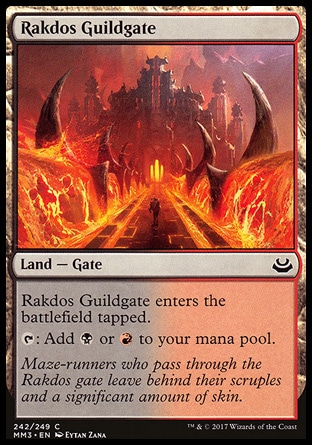 Rakdos Guildgate
Land — Gate
Rakdos Guildgate enters the
battlefield tapped.
: Add or to your mana pool.
Maze-runners who pass through the
Rakdos gate leave behind their scruples
and a significant amount of skin.
242/249 C
MM3 • EN Eytan Zana
™ & © 2017 Wizards of the Coast